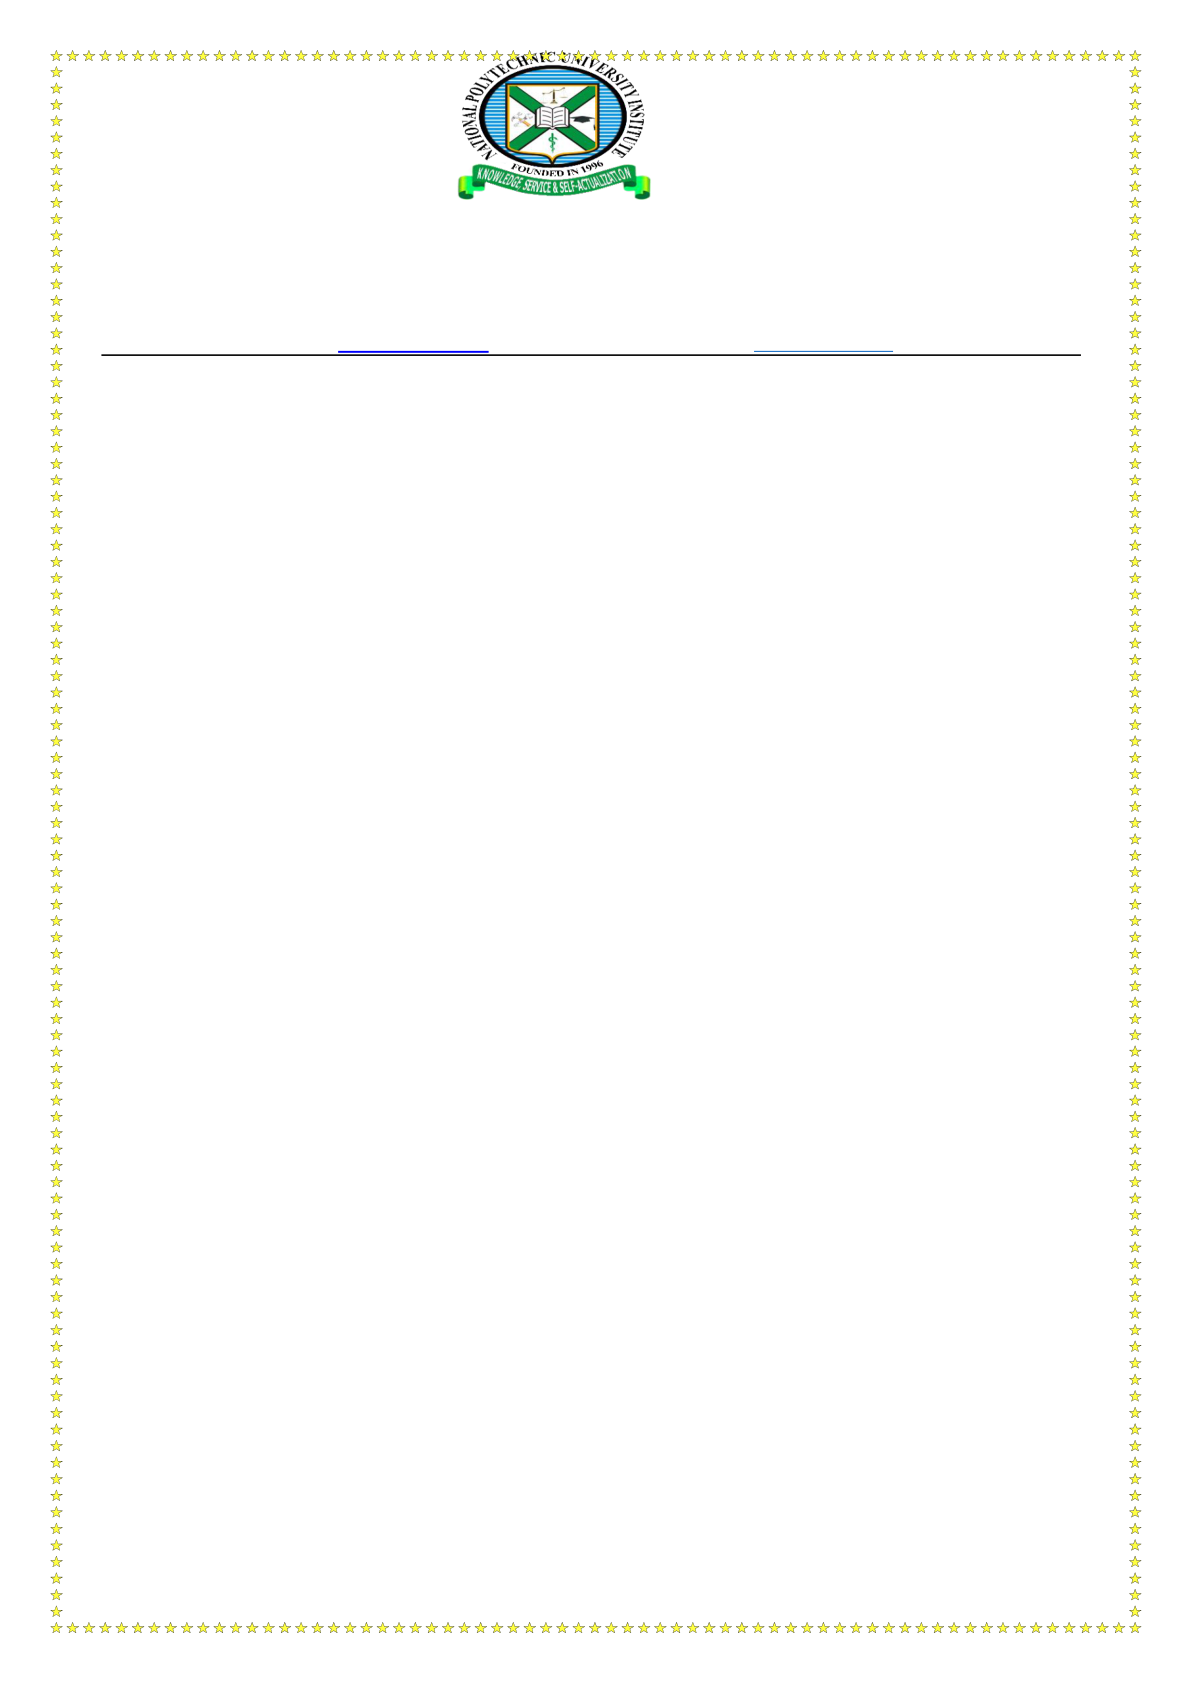 NATIONAL POLYTECHNIC UNIVERSITY INSTITUTE
FOUNDED IN 1996
KNOWLEDGE SERVICE & SELF-ACTUALIZATION